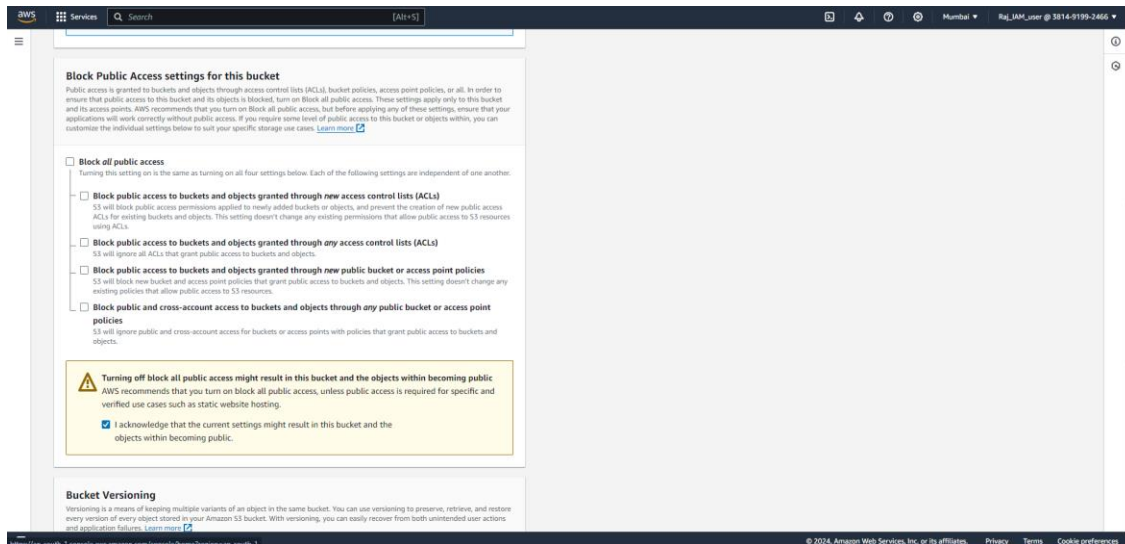 aws Services Search [Alt+S] Mumbai Raj_IAM_user @ 3814-9199-2466
Block Public Access settings for this bucket
Public access is granted to buckets and objects through access control lists (ACLs), bucket policies, access point policies, or all. In order to
ensure that public access to this bucket and its objects is blocked, turn on Block all public access. These settings apply only to this bucket
and its access points. AWS recommends that you turn on Block all public access, but before applying any of these settings, ensure that your
applications will work correctly without public access. If you require some level of public access to this bucket or objects within, you can
customize the individual settings below to suit your specific storage use cases. Learn more
Block all public access
Turning this setting on is the same as turning on all four settings below. Each of the following settings are independent of one another.
Block public access to buckets and objects granted through new access control lists (ACLs)
S3 will block public access permissions applied to newly added buckets or objects, and prevent the creation of new public access
ACLs for existing buckets and objects. This setting doesn't change any existing permissions that allow public access to S3 resources
using ACLs.
Block public access to buckets and objects granted through any access control lists (ACLs)
S3 will ignore all ACLs that grant public access to buckets and objects.
Block public access to buckets and objects granted through new public bucket or access point policies
S3 will block new bucket and access point policies that grant public access to buckets and objects. This setting doesn't change any
existing policies that allow public access to S3 resources.
Block public and cross-account access to buckets and objects through any public bucket or access point
policies
S3 will ignore public and cross-account access for buckets or access points with policies that grant public access to buckets and
objects.
Turning off block all public access might result in this bucket and the objects within becoming public
AWS recommends that you turn on block all public access, unless public access is required for specific and
verified use cases such as static website hosting.
I acknowledge that the current settings might result in this bucket and the
objects within becoming public.
Bucket Versioning
Versioning is a means of keeping multiple variants of an object in the same bucket. You can use versioning to preserve, retrieve, and restore
every version of every object stored in your Amazon S3 bucket. With versioning, you can easily recover from both unintended user actions
and application failures. Learn more
© 2024, Amazon Web Services, Inc. or its affiliates. Privacy Terms Cookie preferences